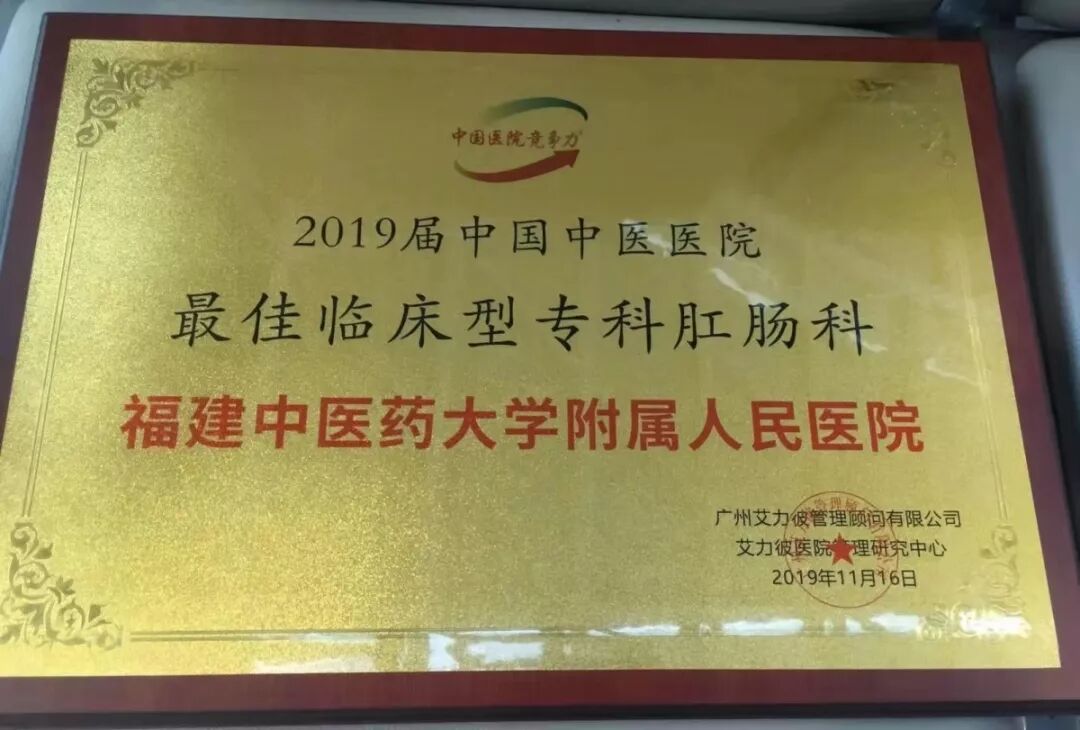 中国医院竞争力
2019届中国中医医院
最佳临床型专科肛肠科
福建中医药大学附属人民医院
广州艾力彼管理顾问有限公司
艾力彼医院管理研究中心
2019年11月16日